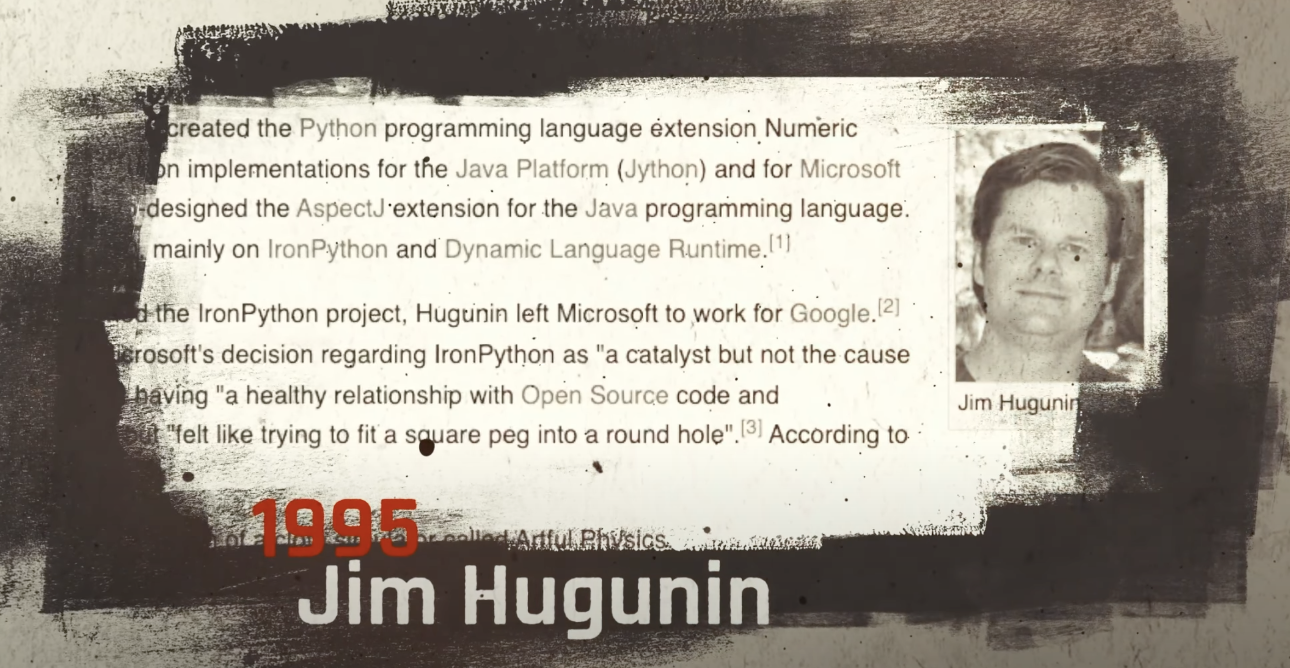 created the Python programming language extension Numeric
on implementations for the Java Platform (Jython) and for Microsoft
-designed the AspectJ extension for the Java programming language.
mainly on IronPython and Dynamic Language Runtime.[1]
the IronPython project, Hugunin left Microsoft to work for Google.[2]
crosoft's decision regarding IronPython as "a catalyst but not the cause
having "a healthy relationship with Open Source code and
"felt like trying to fit a square peg into a round hole".[3] According to
Jim Hugunin
1995
of a called Artful Physics
Jim Hugunin